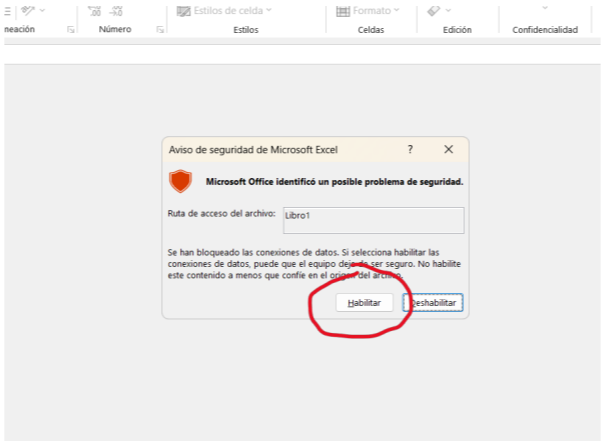 Estilos de celda
Formato
neación
Número
Estilos
Celdas
Edición
Confidencialidad
Aviso de seguridad de Microsoft Excel ? X
Microsoft Office identificó un posible problema de seguridad.
Ruta de acceso del archivo: Libro1
Se han bloqueado las conexiones de datos. Si selecciona habilitar las
conexiones de datos, puede que el equipo deje de ser seguro. No habilite
este contenido a menos que confíe en el origen del archivo.
Habilitar Deshabilitar